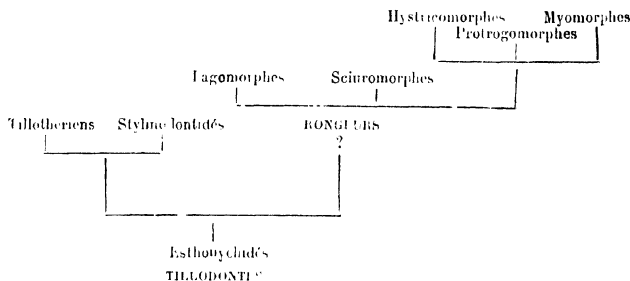 Hystricomorphes Myomorphes
Protrogomorphes
Lagomorphes Sciuromorphes
Tillotheriens Stylinodontidés RONGEURS
?
Esthonychidés
TILLODONTES